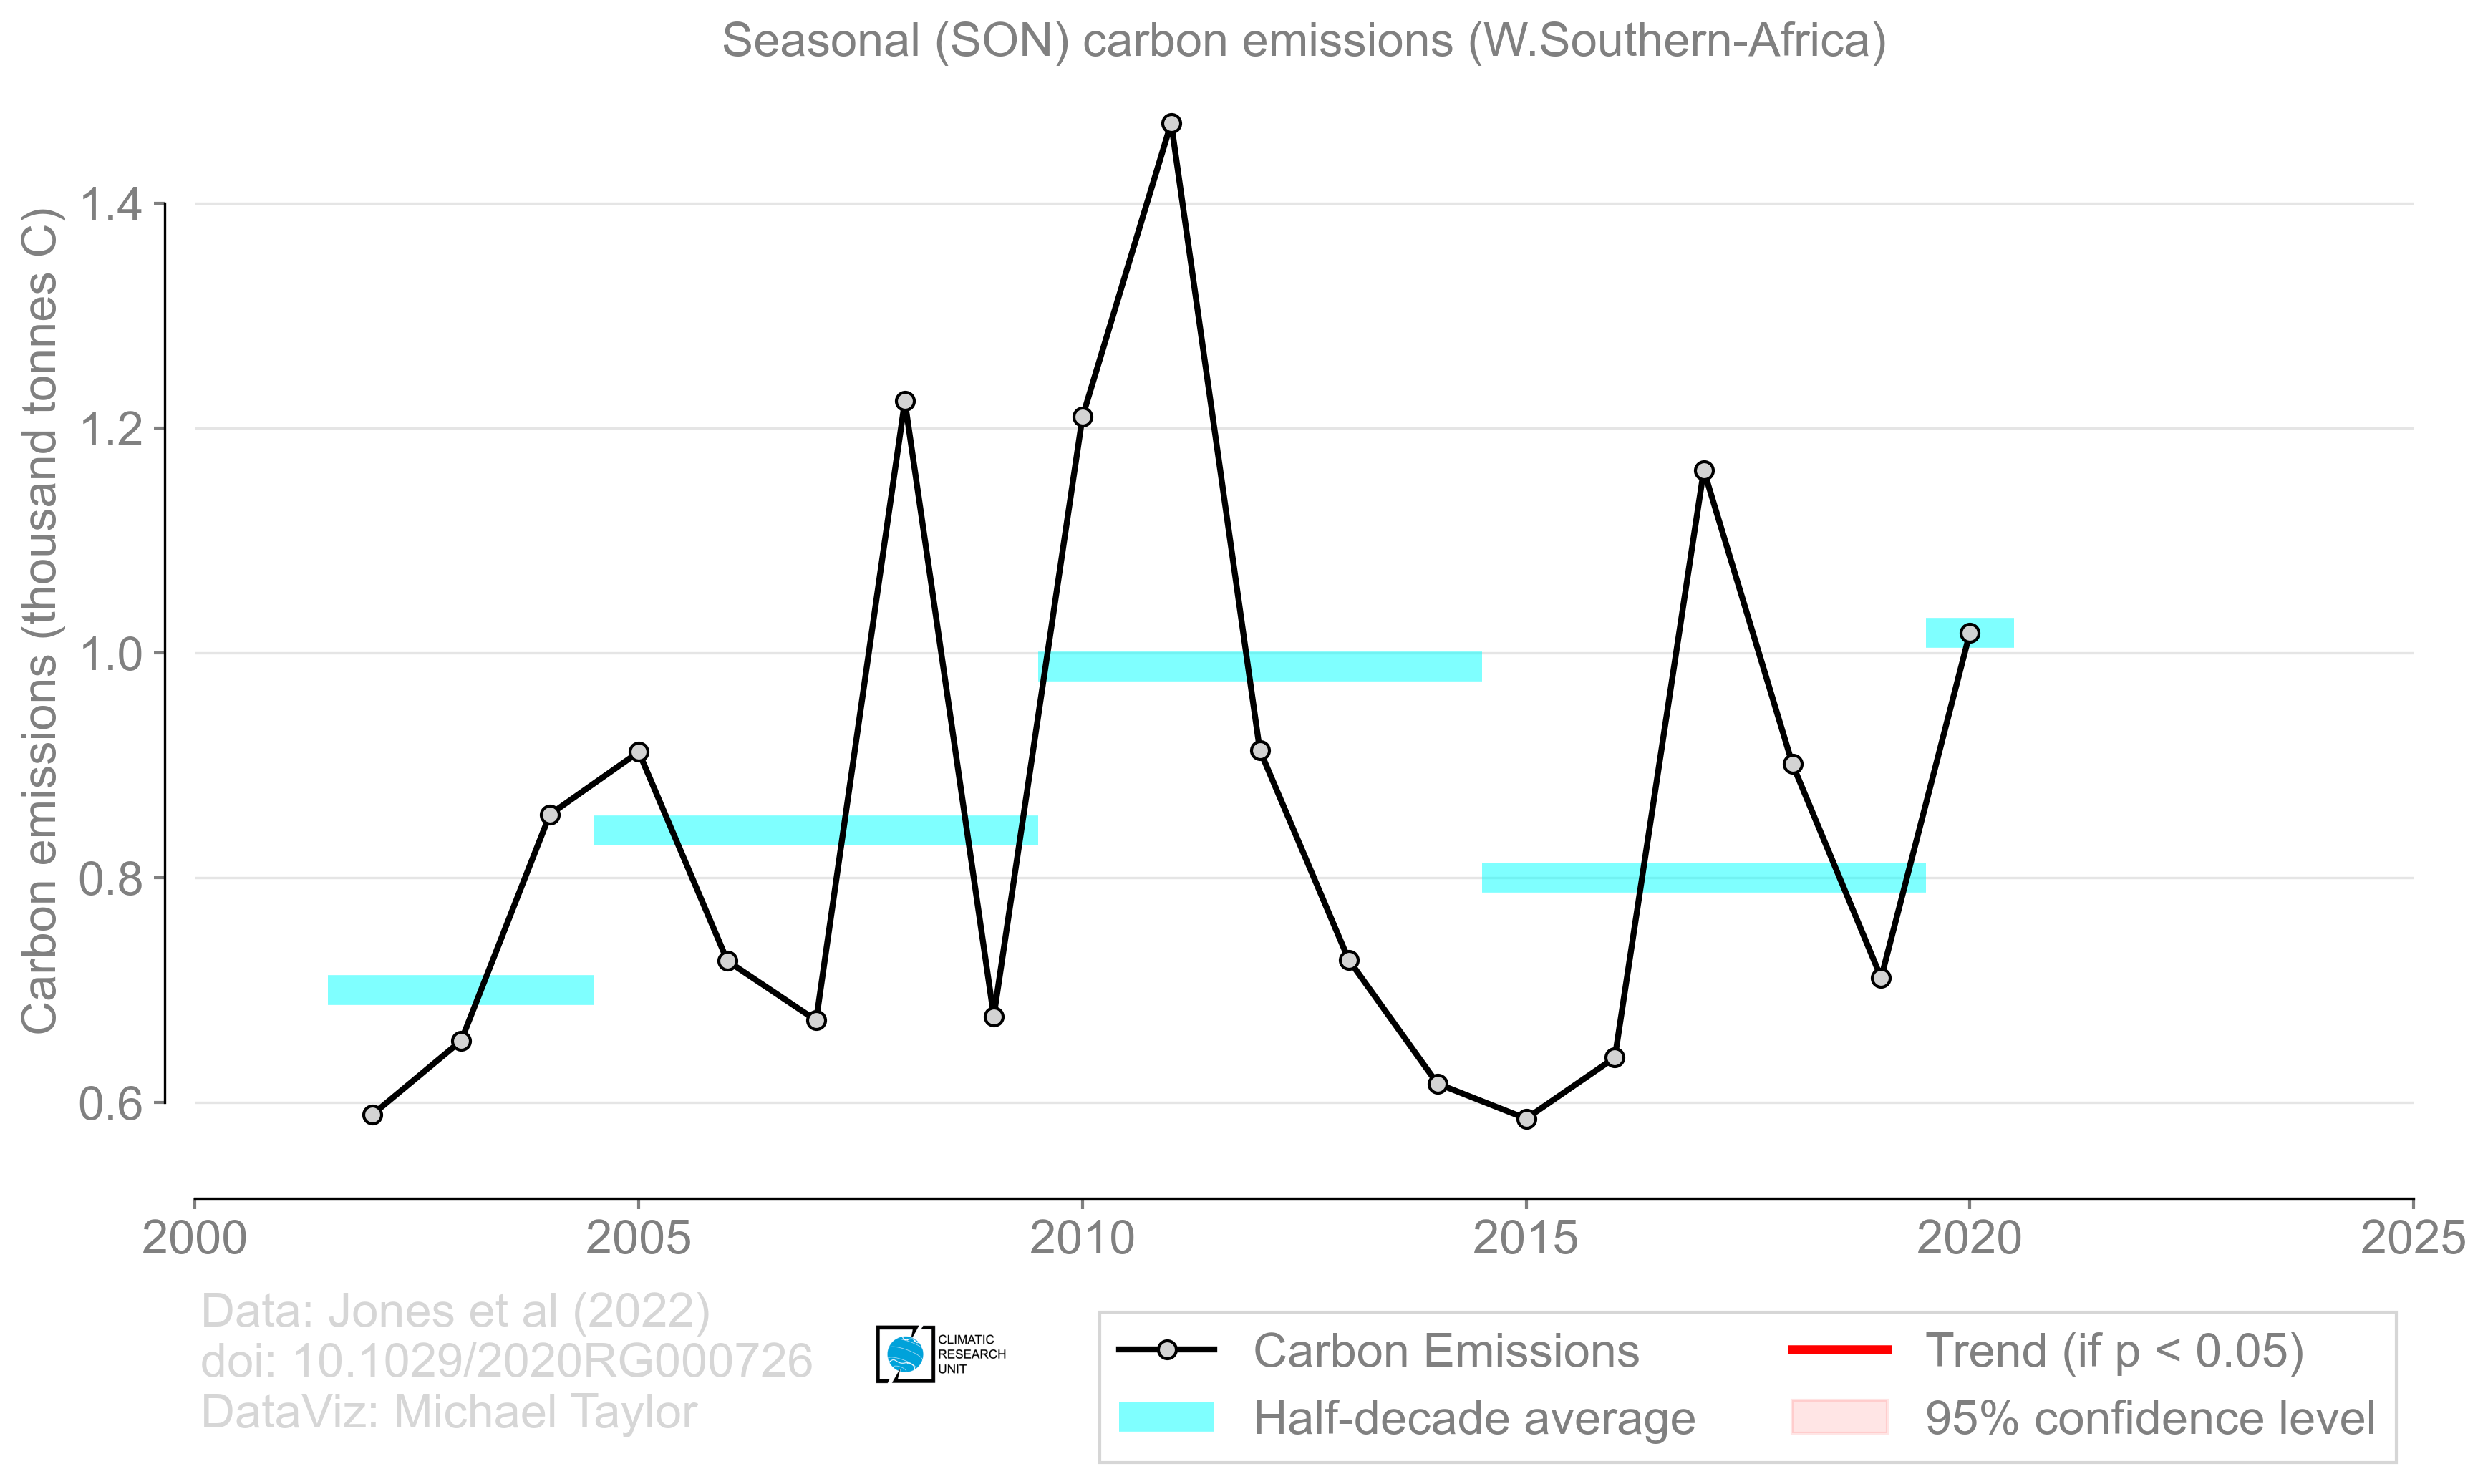 Seasonal (SON) carbon emissions (W.Southern-Africa)
Carbon emissions (thousand tonnes C)
1.4
1.2
1.0
0.8
0.6
2000 2005 2010 2015 2020 2025
Data: Jones et al (2022)
doi: 10.1029/2020RG000726
DataViz: Michael Taylor
CLIMATIC
RESEARCH
UNIT
Carbon Emissions
Half-decade average
Trend (if p < 0.05)
95% confidence level